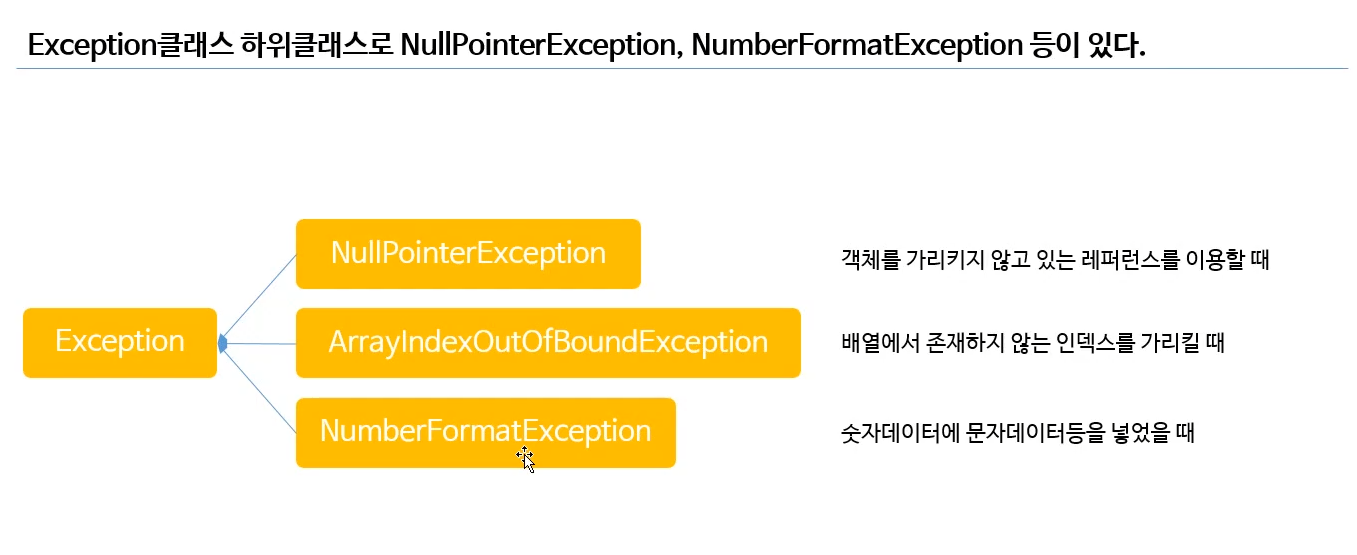 Exception클래스 하위클래스로 NullPointerException, NumberFormatException 등이 있다.
NullPointerException
객체를 가리키지 않고 있는 레퍼런스를 이용할 때
Exception
ArrayIndexOutOfBoundException
배열에서 존재하지 않는 인덱스를 가리킬 때
NumberFormatException
숫자데이터에 문자데이터등을 넣었을 때